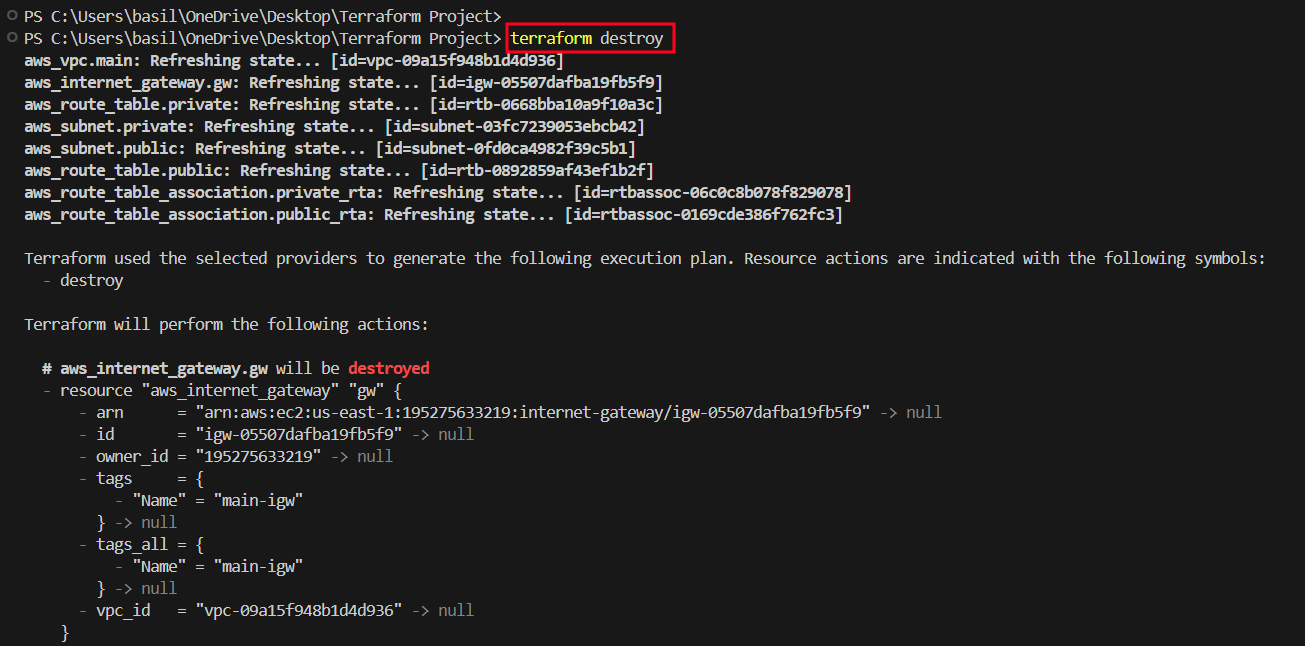 PS C:\Users\basil\OneDrive\Desktop\Terraform Project>
PS C:\Users\basil\OneDrive\Desktop\Terraform Project> terraform destroy
aws_vpc.main: Refreshing state... [id=vpc-09a15f948b1d4d936]
aws_internet_gateway.gw: Refreshing state... [id=igw-05507dafba19fb5f9]
aws_route_table.private: Refreshing state... [id=rtb-0668bba10a9f10a3c]
aws_subnet.private: Refreshing state... [id=subnet-03fc7239053ebcb42]
aws_subnet.public: Refreshing state... [id=subnet-0fd0ca4982f39c5b1]
aws_route_table.public: Refreshing state... [id=rtb-0892859af43ef1b2f]
aws_route_table_association.private_rta: Refreshing state... [id=rtbassoc-06c0c8b078f829078]
aws_route_table_association.public_rta: Refreshing state... [id=rtbassoc-0169cde386f762fc3]
Terraform used the selected providers to generate the following execution plan. Resource actions are indicated with the following symbols:
  - destroy
Terraform will perform the following actions:
  # aws_internet_gateway.gw will be destroyed
  - resource "aws_internet_gateway" "gw" {
      - arn      = "arn:aws:ec2:us-east-1:195275633219:internet-gateway/igw-05507dafba19fb5f9" -> null
      - id       = "igw-05507dafba19fb5f9" -> null
      - owner_id = "195275633219" -> null
      - tags     = {
          - "Name" = "main-igw"
        } -> null
      - tags_all = {
          - "Name" = "main-igw"
        } -> null
      - vpc_id   = "vpc-09a15f948b1d4d936" -> null
    }